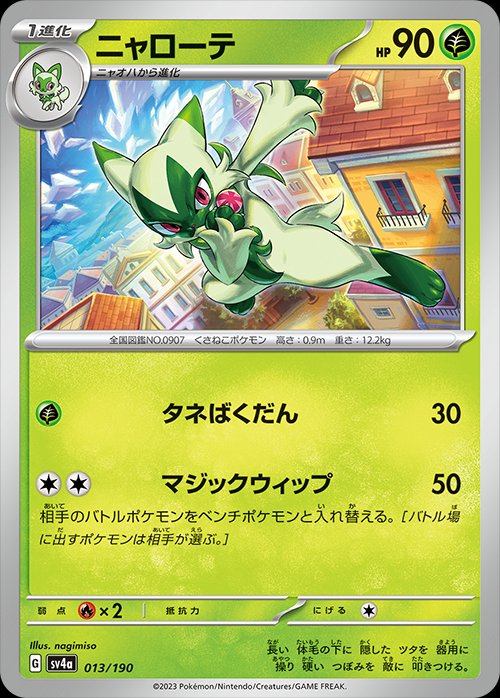 1進化 ニャローテ HP 90
ニャオハから進化
全国図鑑NO.0907 くさねこポケモン 高さ:0.9m 重さ:12.2kg
タネばくだん 30
マジックウィップ 50
相手のバトルポケモンをベンチポケモンと入れ替える。[バトル場
に出すポケモンは相手が選ぶ。]
弱点 ×2 抵抗力 にげる
Illus. nagimiso
G sv4a 013/190
長い 体毛の下に 隠した ツタを 器用に
操り 硬い つぼみを 敵に 叩きつける。
©2023 Pokémon/Nintendo/Creatures/GAME FREAK.